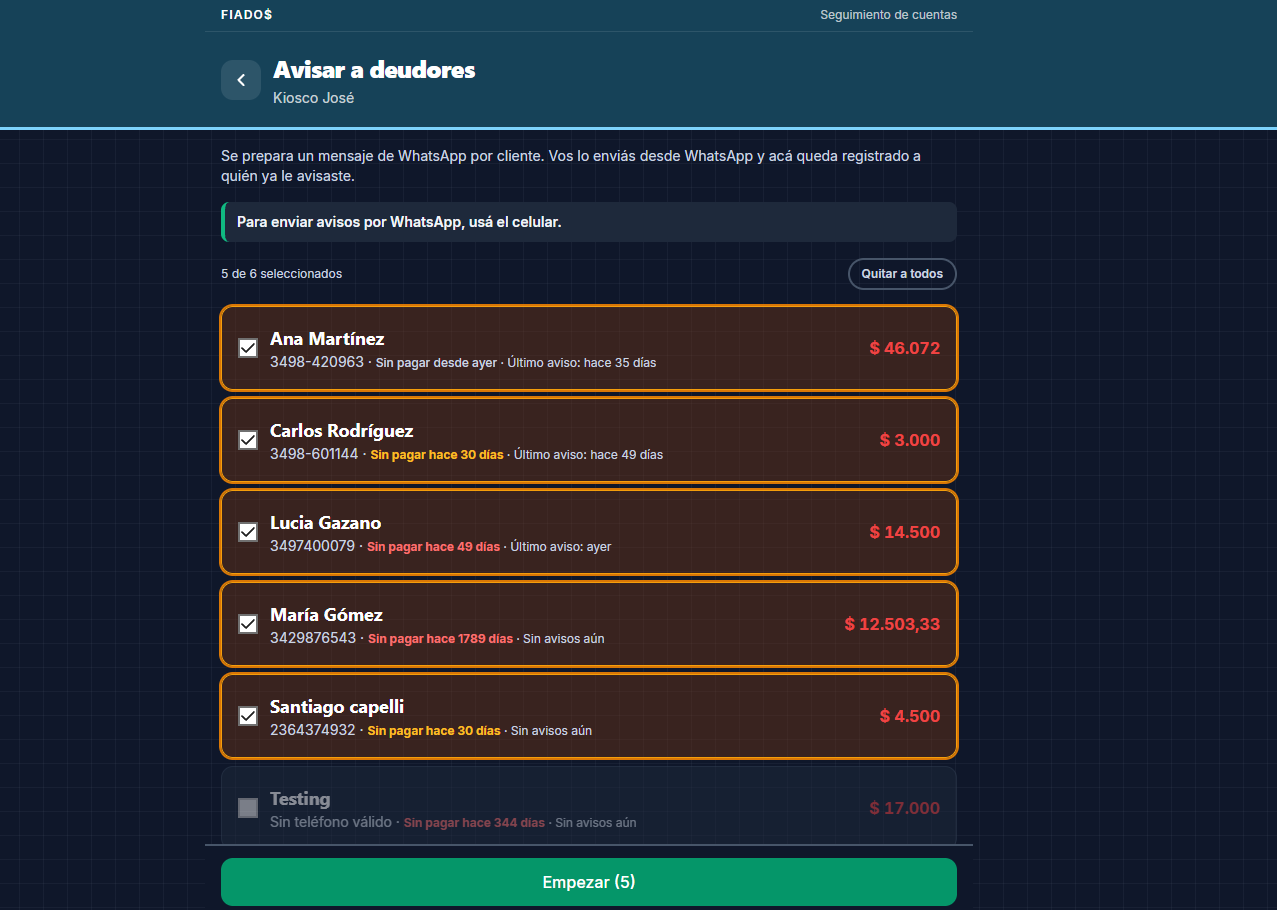 FIADO$
Seguimiento de cuentas
Avisar a deudores
Kiosco José
Se prepara un mensaje de WhatsApp por cliente. Vos lo enviás desde WhatsApp y acá queda registrado a
quién ya le avisaste.
Para enviar avisos por WhatsApp, usá el celular.
5 de 6 seleccionados
Quitar a todos
Ana Martínez
3498-420963 · Sin pagar desde ayer · Último aviso: hace 35 días
$ 46.072
Carlos Rodríguez
3498-601144 · Sin pagar hace 30 días · Último aviso: hace 49 días
$ 3.000
Lucia Gazano
3497400079 · Sin pagar hace 49 días · Último aviso: ayer
$ 14.500
María Gómez
3429876543 · Sin pagar hace 1789 días · Sin avisos aún
$ 12.503,33
Santiago capelli
2364374932 · Sin pagar hace 30 días · Sin avisos aún
$ 4.500
Testing
Sin teléfono válido · Sin pagar hace 344 días · Sin avisos aún
$ 17.000
Empezar (5)